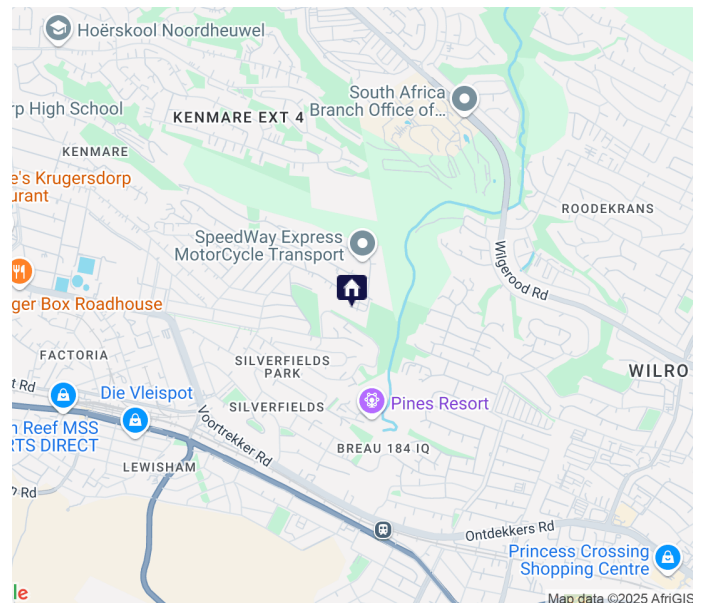 Hoërskool Noordheuwel
South Africa
Branch Office of...
rp High School
KENMARE EXT 4
KENMARE
e's Krugersdorp
urant
ROODEKRANS
SpeedWay Express
MotorCycle Transport
Wilgerood Rd
ger Box Roadhouse
FACTORIA
SILVERFIELDS
PARK
WILRO
rt Rd
Die Vleispot
Pines Resort
SILVERFIELDS
Voortrekker Rd
n Reef MSS
RTS DIRECT
BREAU 184 IQ
LEWISHAM
Rd
Ontdekkers Rd
Princess Crossing
Shopping Centre
le
Map data ©2025 AfriGIS